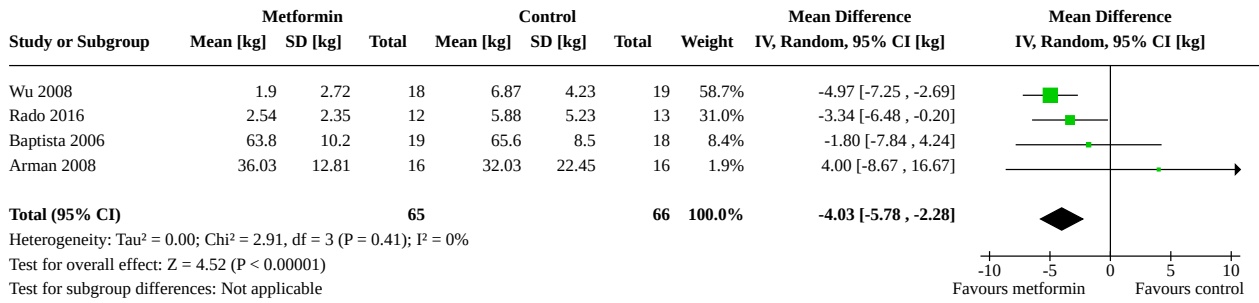 Metformin Control Mean Difference Mean Difference
Study or Subgroup Mean [kg] SD [kg] Total Mean [kg] SD [kg] Total Weight IV, Random, 95% CI [kg] IV, Random, 95% CI [kg]
Wu 2008 1.9 2.72 18 6.87 4.23 19 58.7% -4.97 [-7.25 , -2.69]
Rado 2016 2.54 2.35 12 5.88 5.23 13 31.0% -3.34 [-6.48 , -0.20]
Baptista 2006 63.8 10.2 19 65.6 8.5 18 8.4% -1.80 [-7.84 , 4.24]
Arman 2008 36.03 12.81 16 32.03 22.45 16 1.9% 4.00 [-8.67 , 16.67]
Total (95% CI) 65 66 100.0% -4.03 [-5.78 , -2.28]
Heterogeneity: Tau² = 0.00; Chi² = 2.91, df = 3 (P = 0.41); I² = 0%
Test for overall effect: Z = 4.52 (P < 0.00001)
Test for subgroup differences: Not applicable
-10 -5 0 5 10
Favours metformin Favours control